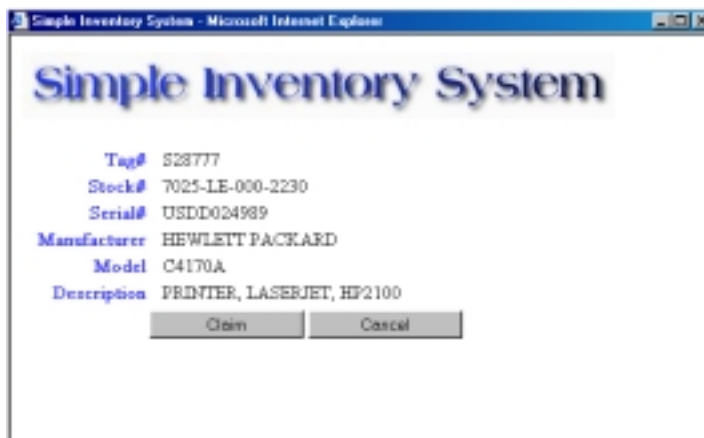 Simple Inventory System - Microsoft Internet Explorer
Simple Inventory System
Tag# S28777
Stock# 7025-LE-000-2230
Serial# USDD024989
Manufacturer HEWLETT PACKARD
Model C4170A
Description PRINTER, LASERJET, HP2100
Claim Cancel